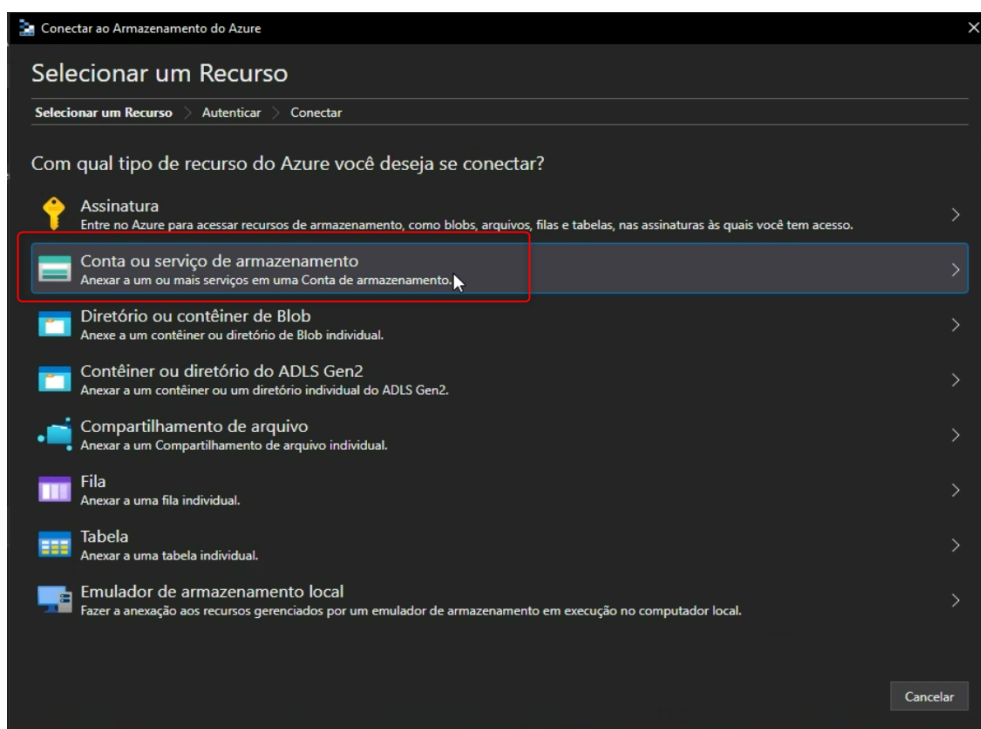 Conectar ao Armazenamento do Azure
Selecionar um Recurso
Selecionar um Recurso > Autenticar > Conectar
Com qual tipo de recurso do Azure você deseja se conectar?
Assinatura
Entre no Azure para acessar recursos de armazenamento, como blobs, arquivos, filas e tabelas, nas assinaturas às quais você tem acesso.
Conta ou serviço de armazenamento
Anexar a um ou mais serviços em uma Conta de armazenamento.
Diretório ou contêiner de Blob
Anexe a um contêiner ou diretório de Blob individual.
Contêiner ou diretório do ADLS Gen2
Anexar a um contêiner ou um diretório individual do ADLS Gen2.
Compartilhamento de arquivo
Anexar a um Compartilhamento de arquivo individual.
Fila
Anexar a uma fila individual.
Tabela
Anexar a uma tabela individual.
Emulador de armazenamento local
Fazer a anexação aos recursos gerenciados por um emulador de armazenamento em execução no computador local.
Cancelar